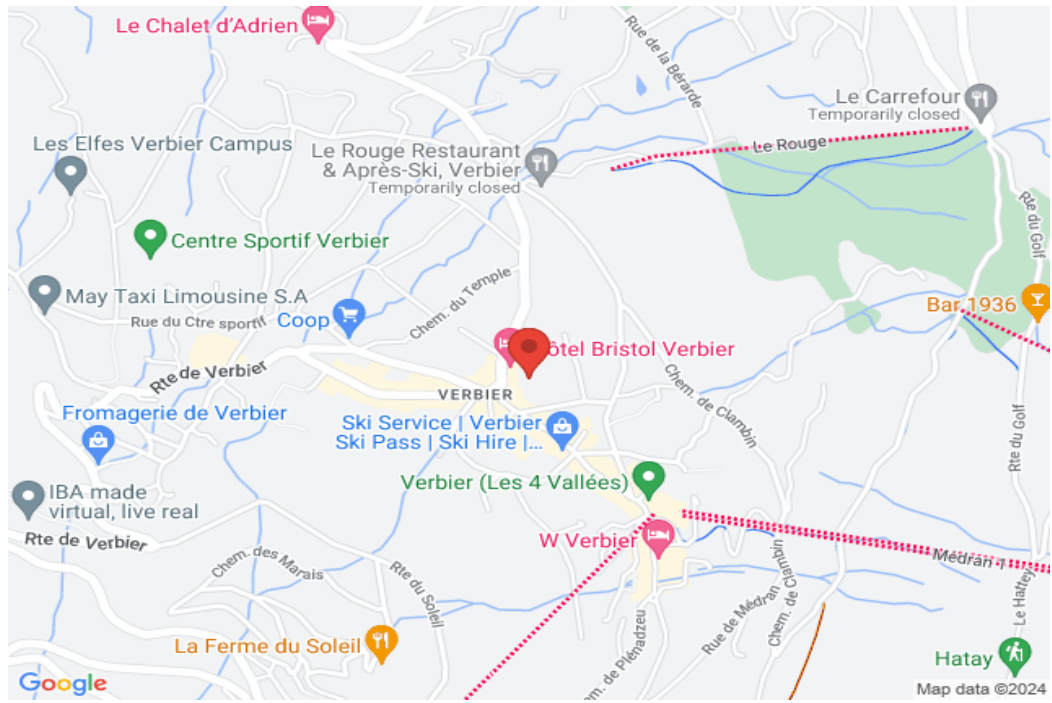 Le Chalet d'Adrien
Rue de la Bérarde
Le Carrefour
Temporarily closed
Les Elfes Verbier Campus
Le Rouge Restaurant
& Après-Ski, Verbier
Temporarily closed
Le Rouge
Rte du Golf
Centre Sportif Verbier
May Taxi Limousine S.A
Rue du Ctre sportif
Coop
Chem. du Temple
Bar 1936
ôtel Bristol Verbier
Rte de Verbier
VERBIER
Chem. de Clambin
Fromagerie de Verbier
Ski Service | Verbier
Ski Pass | Ski Hire |...
Rte du Golf
Verbier (Les 4 Vallées)
IBA made
virtual, live real
Rte de Verbier
W Verbier
Médran 1
Chem. des Marais
Rte du Soleil
Chem. de Clambin
Rue de Médran
Le Hattey
La Ferme du Soleil
em. de Plénadzeu
Hatay
Google
Map data ©2024